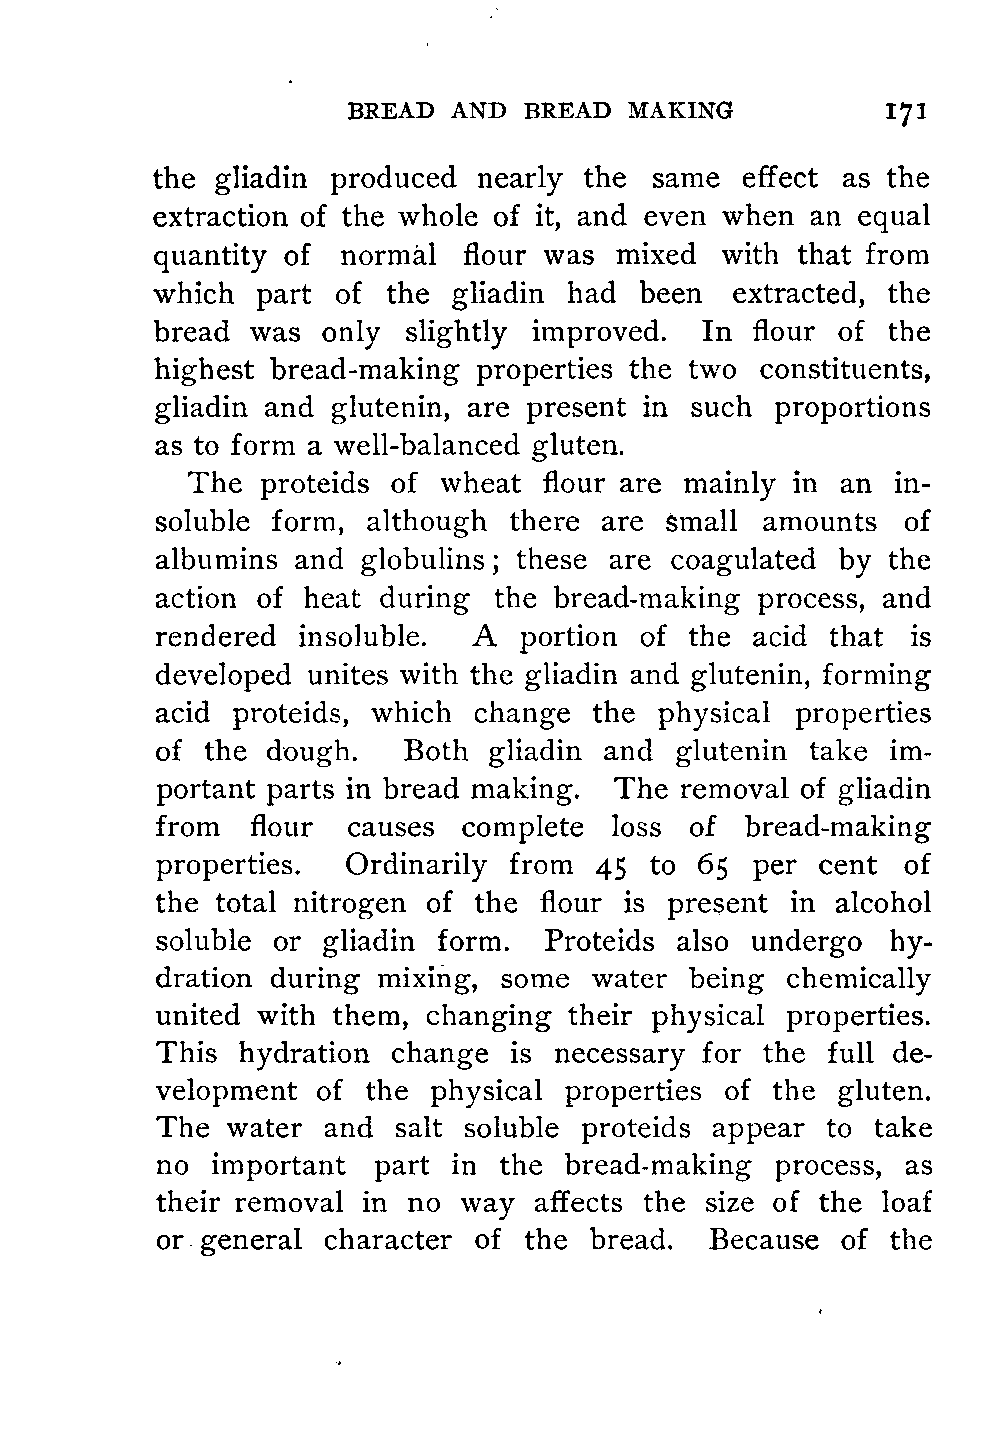 BREAD AND BREAD MAKING 171
the gliadin produced nearly the same effect as the
extraction of the whole of it, and even when an equal
quantity of normal flour was mixed with that from
which part of the gliadin had been extracted, the
bread was only slightly improved. In flour of the
highest bread-making properties the two constituents,
gliadin and glutenin, are present in such proportions
as to form a well-balanced gluten.
The proteids of wheat flour are mainly in an in-
soluble form, although there are small amounts of
albumins and globulins; these are coagulated by the
action of heat during the bread-making process, and
rendered insoluble. A portion of the acid that is
developed unites with the gliadin and glutenin, forming
acid proteids, which change the physical properties
of the dough. Both gliadin and glutenin take im-
portant parts in bread making. The removal of gliadin
from flour causes complete loss of bread-making
properties. Ordinarily from 45 to 65 per cent of
the total nitrogen of the flour is present in alcohol
soluble or gliadin form. Proteids also undergo hy-
dration during mixing, some water being chemically
united with them, changing their physical properties.
This hydration change is necessary for the full de-
velopment of the physical properties of the gluten.
The water and salt soluble proteids appear to take
no important part in the bread-making process, as
their removal in no way affects the size of the loaf
or general character of the bread. Because of the